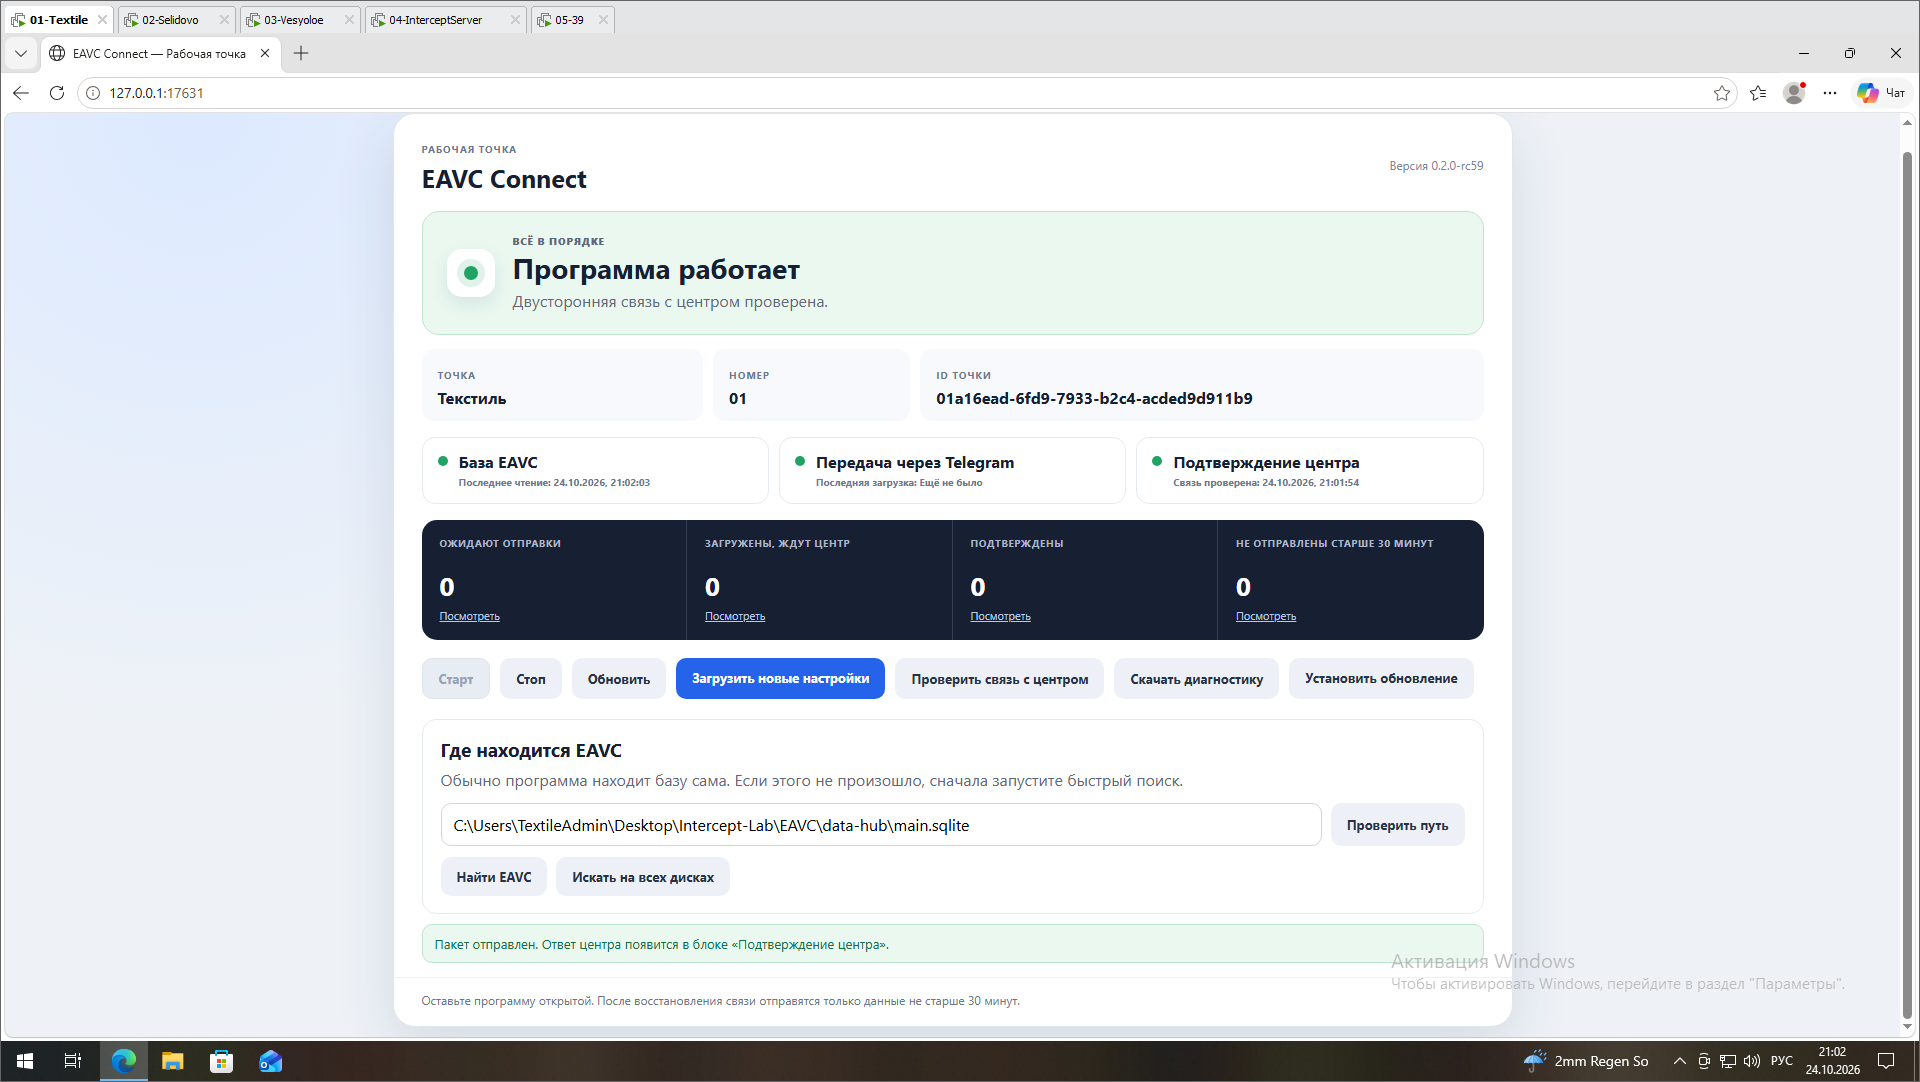 01-Textile
02-Selidovo
03-Vesyoloe
04-InterceptServer
05-39
EAVC Connect — Рабочая точка
127.0.0.1:17631
Чат
РАБОЧАЯ ТОЧКА
EAVC Connect
Версия 0.2.0-rc59
ВСЁ В ПОРЯДКЕ
Программа работает
Двусторонняя связь с центром проверена.
ТОЧКА
Текстиль
НОМЕР
01
ID ТОЧКИ
01a16ead-6fd9-7933-b2c4-acded9d911b9
База EAVC
Последнее чтение: 24.10.2026, 21:02:03
Передача через Telegram
Последняя загрузка: Ещё не было
Подтверждение центра
Связь проверена: 24.10.2026, 21:01:54
ОЖИДАЮТ ОТПРАВКИ
0
Посмотреть
ЗАГРУЖЕНЫ, ЖДУТ ЦЕНТР
0
Посмотреть
ПОДТВЕРЖДЕНЫ
0
Посмотреть
НЕ ОТПРАВЛЕНЫ СТАРШЕ 30 МИНУТ
0
Посмотреть
Старт
Стоп
Обновить
Загрузить новые настройки
Проверить связь с центром
Скачать диагностику
Установить обновление
Где находится EAVC
Обычно программа находит базу сама. Если этого не произошло, сначала запустите быстрый поиск.
C:\Users\TextileAdmin\Desktop\Intercept-Lab\EAVC\data-hub\main.sqlite
Проверить путь
Найти EAVC
Искать на всех дисках
Пакет отправлен. Ответ центра появится в блоке «Подтверждение центра».
Активация Windows
Чтобы активировать Windows, перейдите в раздел "Параметры".
Оставьте программу открытой. После восстановления связи отправятся только данные не старше 30 минут.
2mm Regen So
РУС
21:02
24.10.2026